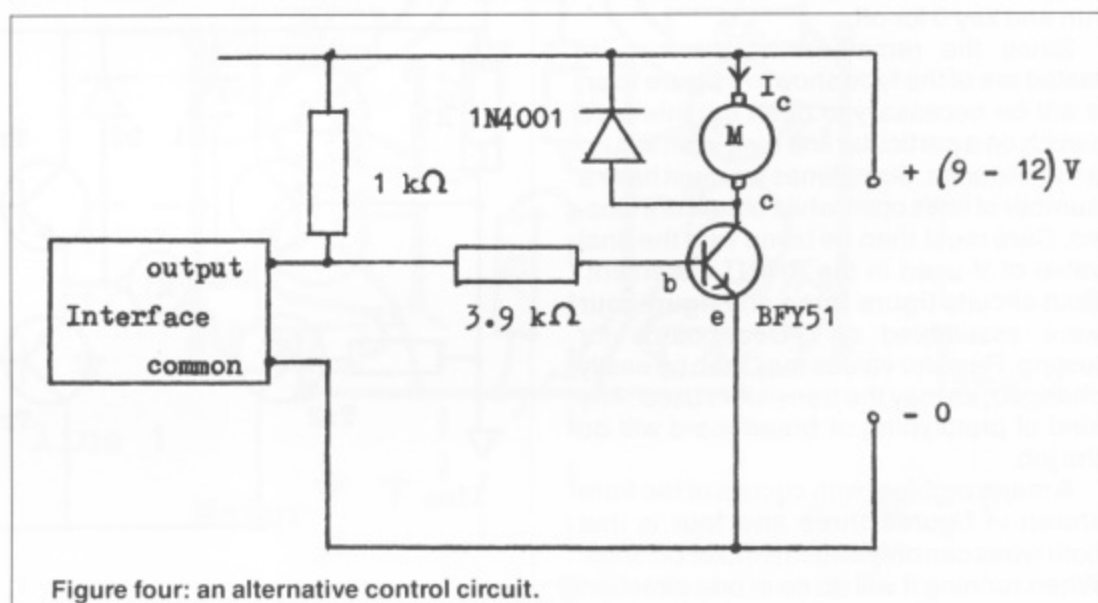 1N4001
I c
M
1 kΩ
+ (9 - 12) V
c
output
Interface
common
3.9 kΩ
b
e BFY51
- 0
Figure four: an alternative control circuit.